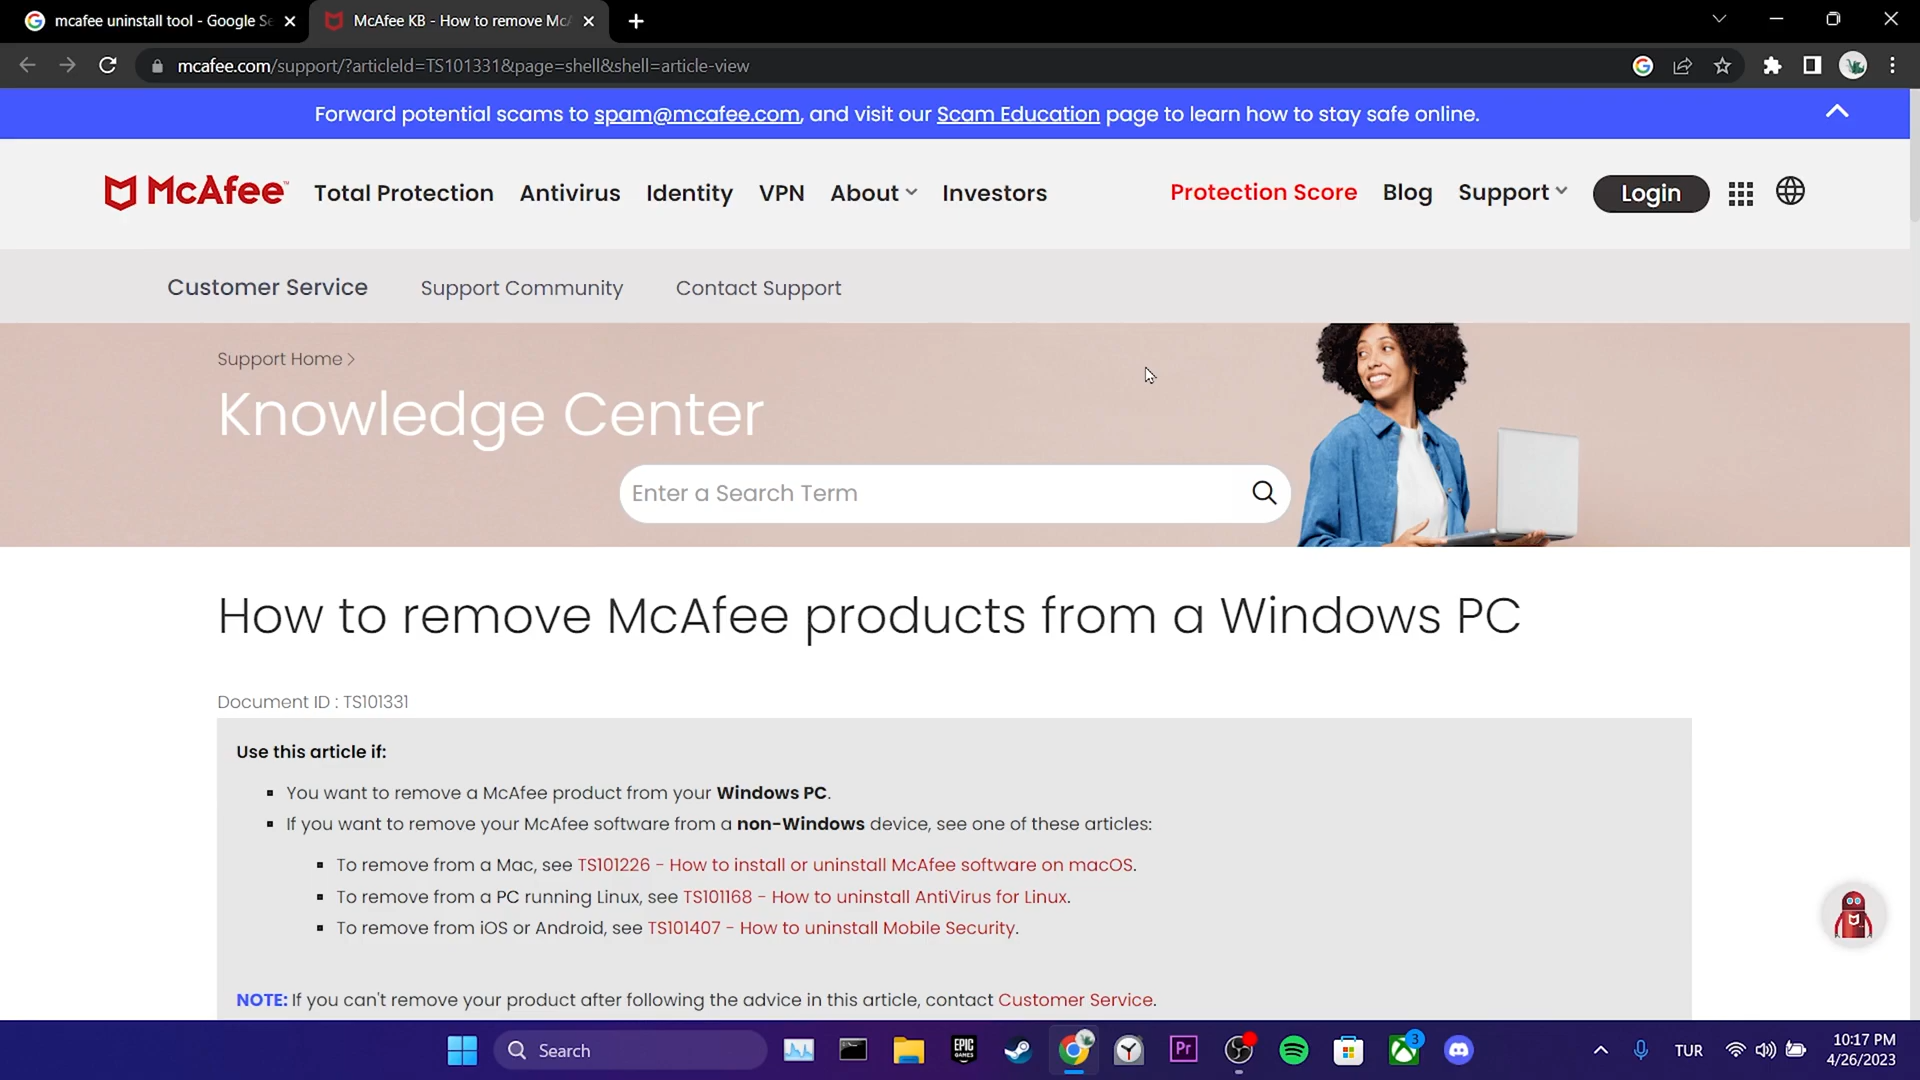 mcafee uninstall tool - Google Se
McAfee KB - How to remove McA
mcafee.com/support/?articleId=TS101331&page=shell&shell=article-view
Forward potential scams to spam@mcafee.com, and visit our Scam Education page to learn how to stay safe online.
McAfee™ Total Protection Antivirus Identity VPN About Investors Protection Score Blog Support Login
Customer Service Support Community Contact Support
Support Home >
Knowledge Center
Enter a Search Term
How to remove McAfee products from a Windows PC
Document ID : TS101331
Use this article if:
You want to remove a McAfee product from your Windows PC.
If you want to remove your McAfee software from a non-Windows device, see one of these articles:
To remove from a Mac, see TS101226 - How to install or uninstall McAfee software on macOS.
To remove from a PC running Linux, see TS101168 - How to uninstall AntiVirus for Linux.
To remove from iOS or Android, see TS101407 - How to uninstall Mobile Security.
NOTE: If you can't remove your product after following the advice in this article, contact Customer Service.
Search
EPIC GAMES
Pr
3
TUR
10:17 PM
4/26/2023